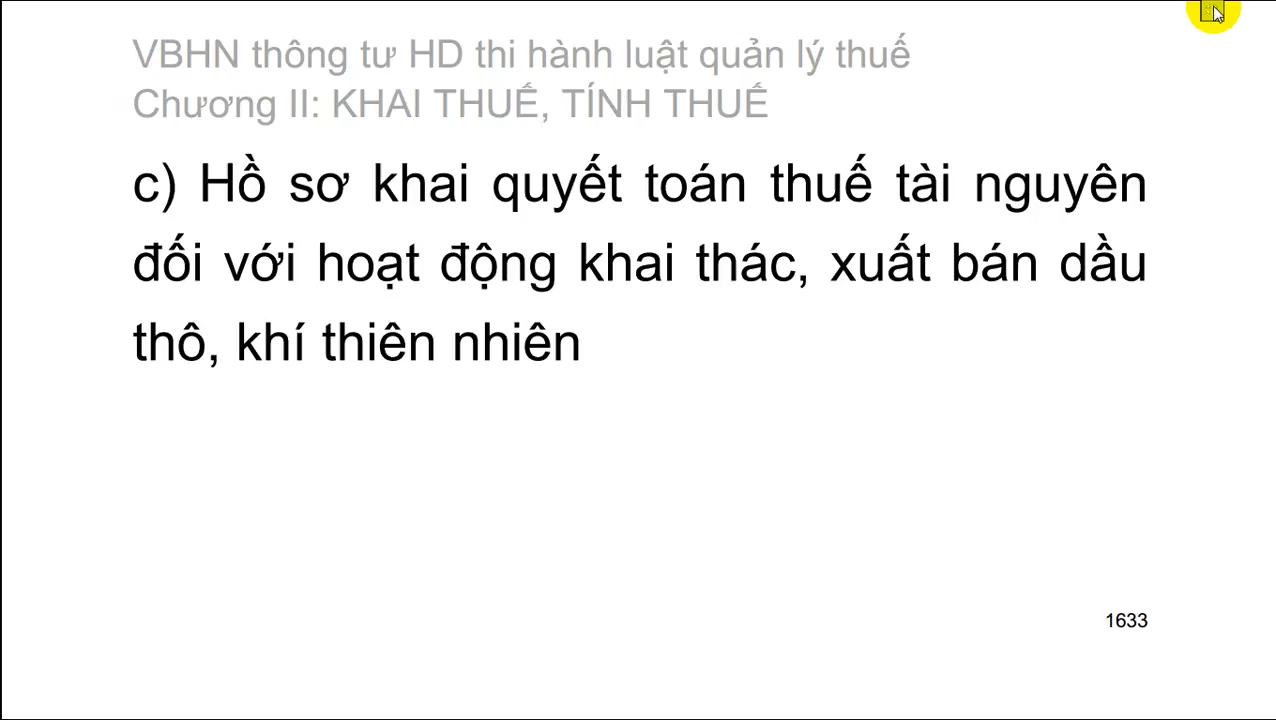 VBHN thông tư HD thi hành luật quản lý thuế
Chương II: KHAI THUẾ, TÍNH THUẾ
c) Hồ sơ khai quyết toán thuế tài nguyên
đối với hoạt động khai thác, xuất bán dầu
thô, khí thiên nhiên
1633